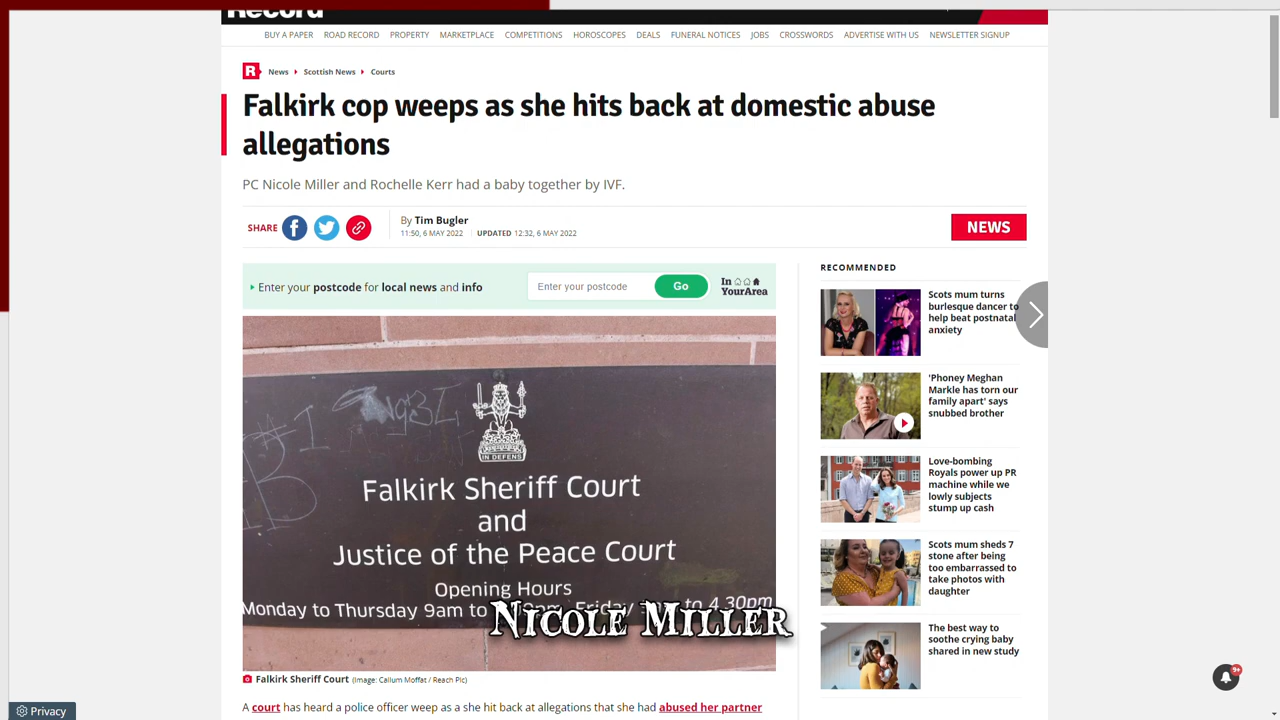 Record
BUY A PAPER ROAD RECORD PROPERTY MARKETPLACE COMPETITIONS HOROSCOPES DEALS FUNERAL NOTICES JOBS CROSSWORDS ADVERTISE WITH US NEWSLETTER SIGNUP
R News Scottish News Courts
Falkirk cop weeps as she hits back at domestic abuse
allegations
PC Nicole Miller and Rochelle Kerr had a baby together by IVF.
SHARE
By Tim Bugler
11:50, 6 MAY 2022 UPDATED 12:32, 6 MAY 2022
NEWS
Enter your postcode for local news and info
Enter your postcode
Go
In
YourArea
Falkirk Sheriff Court
and
Justice of the Peace Court
Opening Hours
Monday to Thursday 9am to Friday to 4.30pm
IN DEFENS
NICOLE MILLER
Falkirk Sheriff Court (Image: Callum Moffat / Reach Plc)
A court has heard a police officer weep as a she hit back at allegations that she had abused her partner
RECOMMENDED
Scots mum turns
burlesque dancer to
help beat postnatal
anxiety
'Phoney Meghan
Markle has torn our
family apart' says
snubbed brother
Love-bombing
Royals power up PR
machine while we
lowly subjects
stump up cash
Scots mum sheds 7
stone after being
too embarrassed to
take photos with
daughter
The best way to
soothe crying baby
shared in new study
9+
Privacy